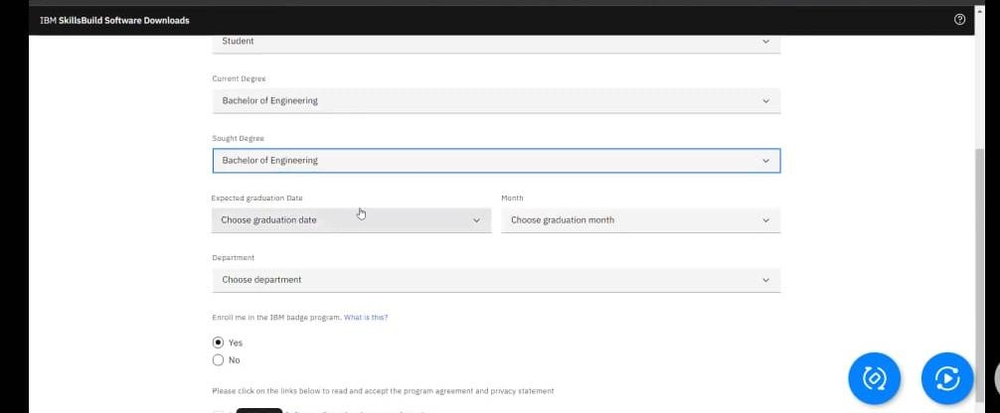 IBM SkillsBuild Software Downloads
Student
Current Degree
Bachelor of Engineering
Sought Degree
Bachelor of Engineering
Expected graduation Date Month
Choose graduation date Choose graduation month
Department
Choose department
Enroll me in the IBM badge program. What is this?
Yes
No
Please click on the links below to read and accept the program agreement and privacy statement